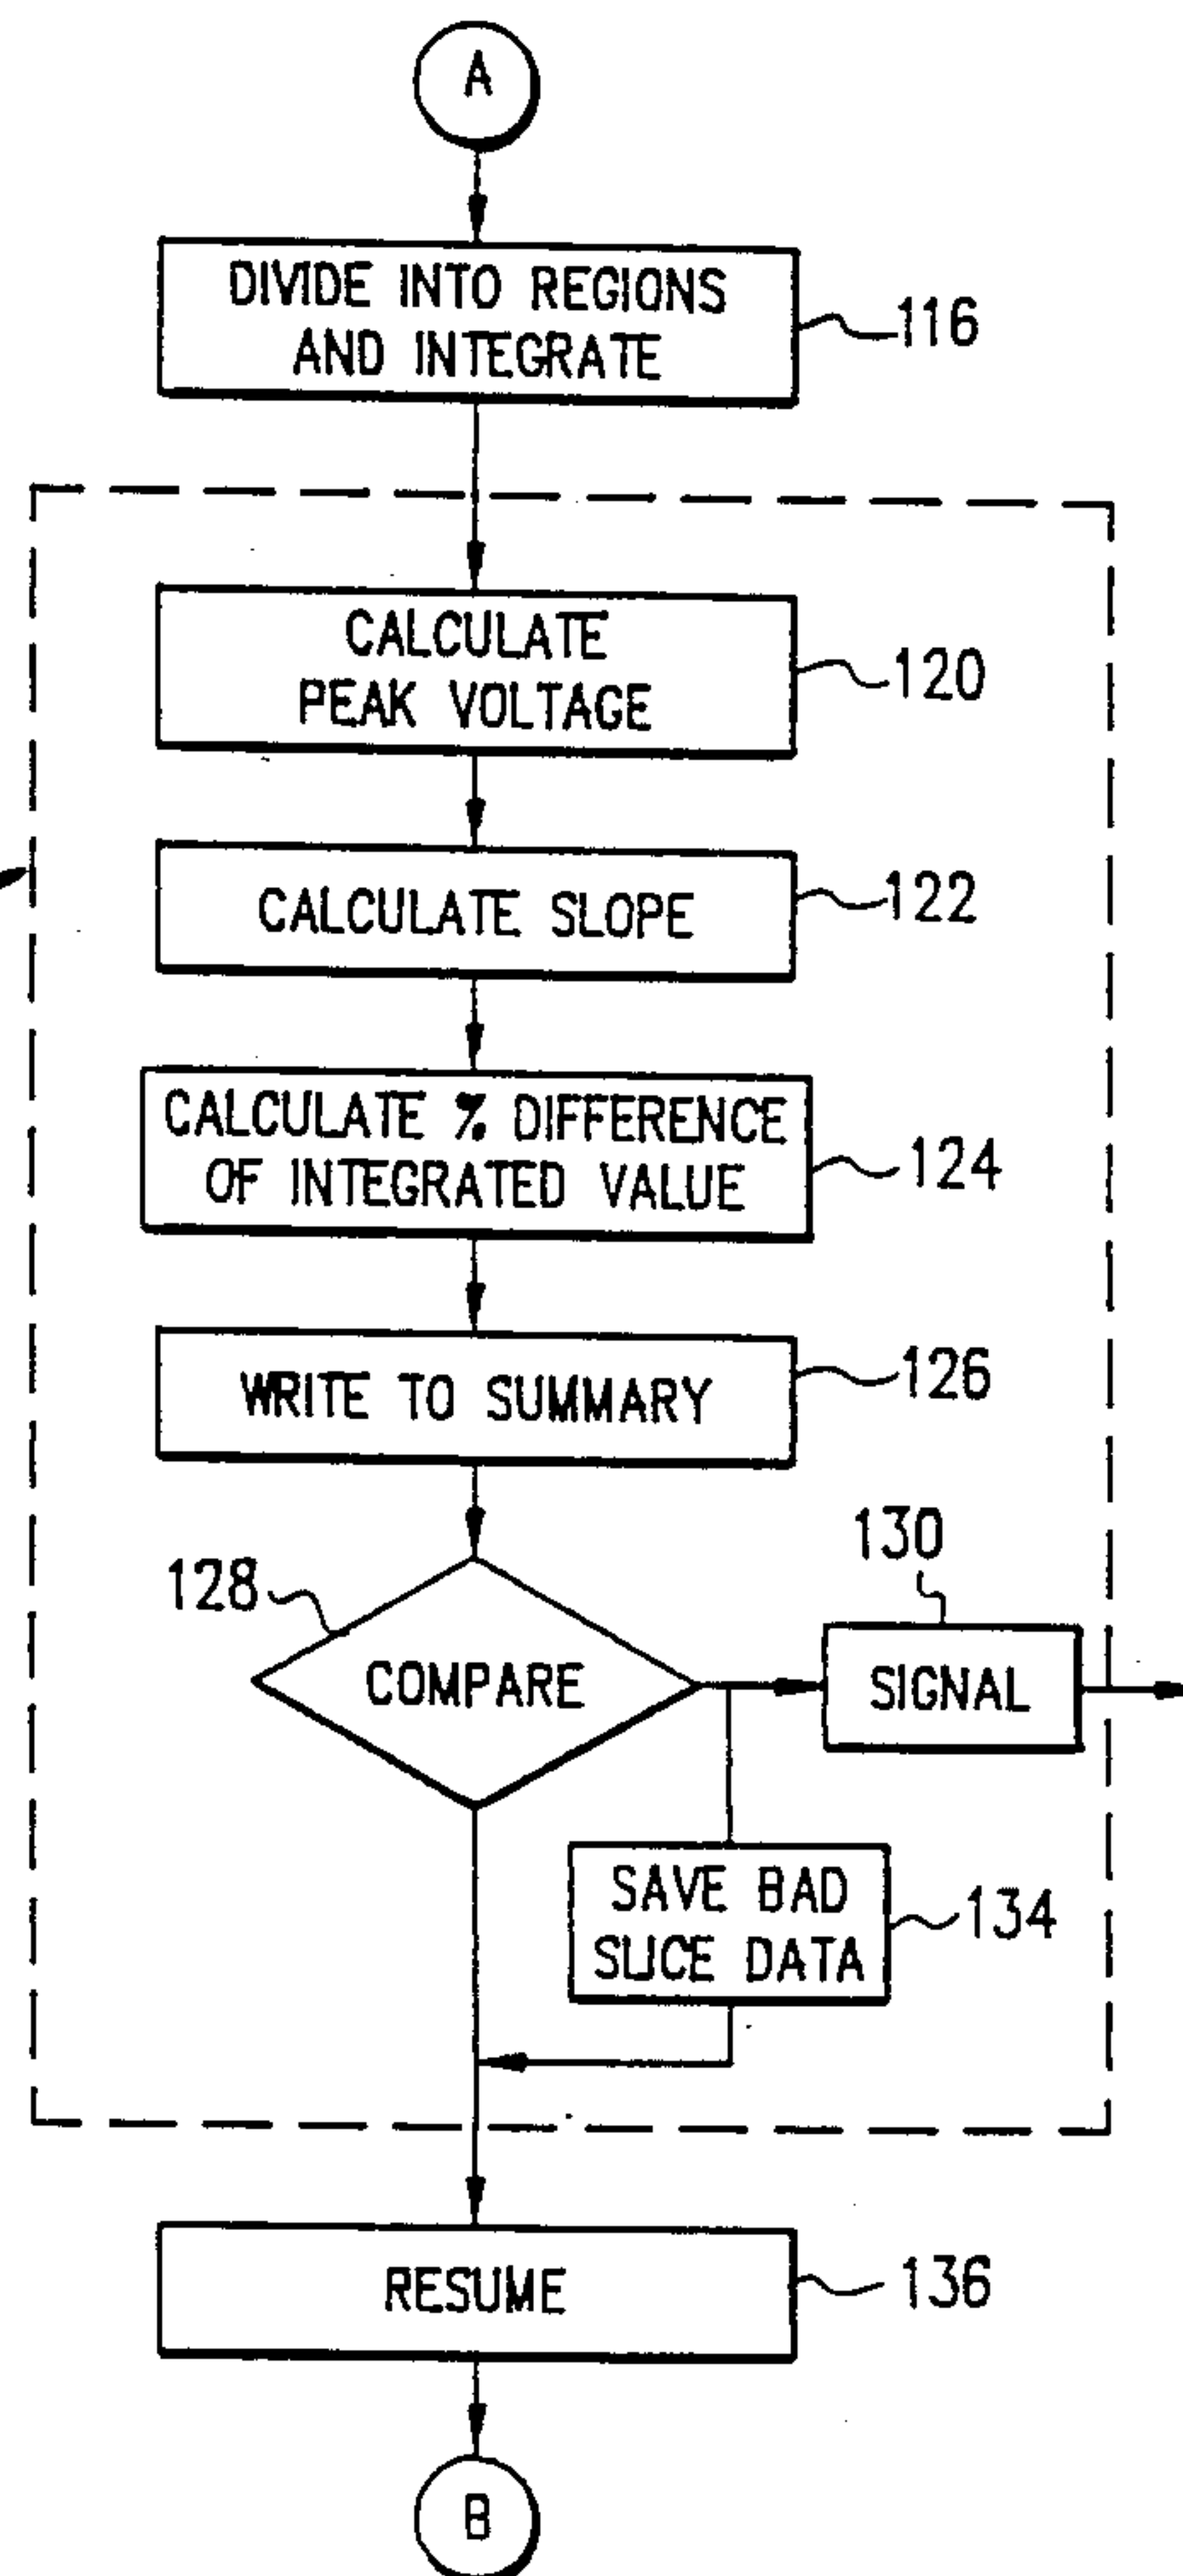 A
DIVIDE INTO REGIONS
AND INTEGRATE
116
CALCULATE
PEAK VOLTAGE
120
CALCULATE SLOPE
122
CALCULATE % DIFFERENCE
OF INTEGRATED VALUE
124
WRITE TO SUMMARY
126
128
COMPARE
130
SIGNAL
SAVE BAD
SLICE DATA
134
RESUME
136
B